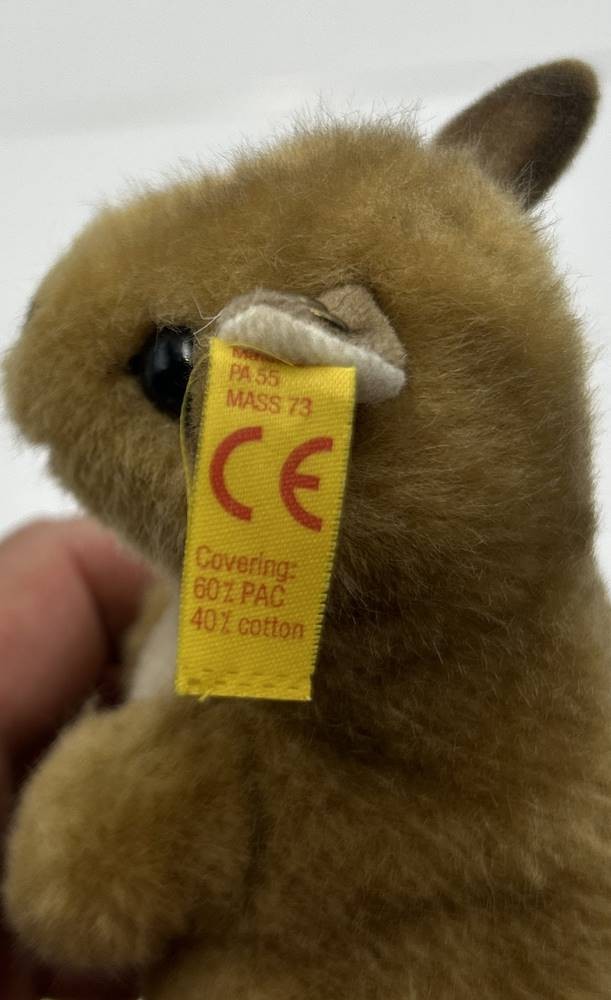 PA 55
MASS 73
CE
Covering:
60% PAC
40% cotton